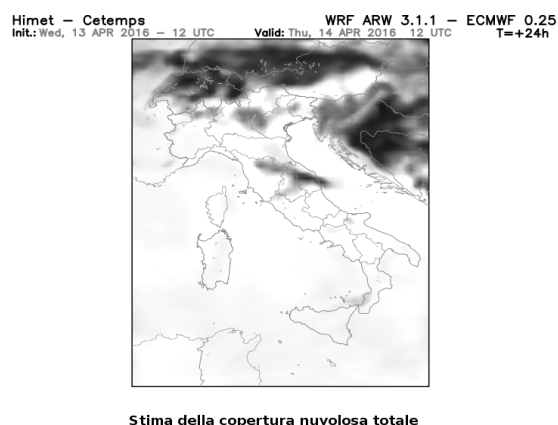 Himet – Cetemps WRF ARW 3.1.1 – ECMWF 0.25
Init.: Wed, 13 APR 2016 – 12 UTC Valid: Thu, 14 APR 2016 12 UTC T=+24h
Stima della copertura nuvolosa totale